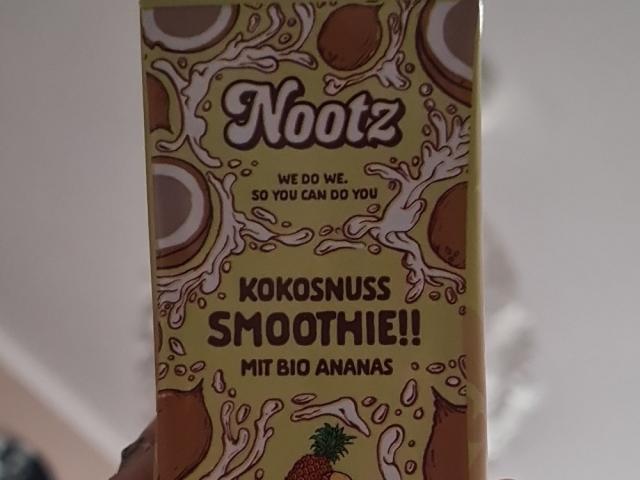 Nootz
WE DO WE.
SO YOU CAN DO YOU
KOKOSNUSS
SMOOTHIE!!
MIT BIO ANANAS